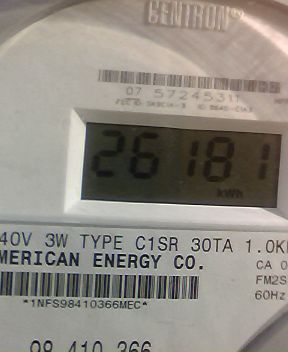 CENTRON®
07 57245311
26181
kWh
40V 3W TYPE C1SR 30TA 1.0K
MERICAN ENERGY CO.
CA 0
FM2S
*1NFS98410366MEC*
60Hz
98 410 366